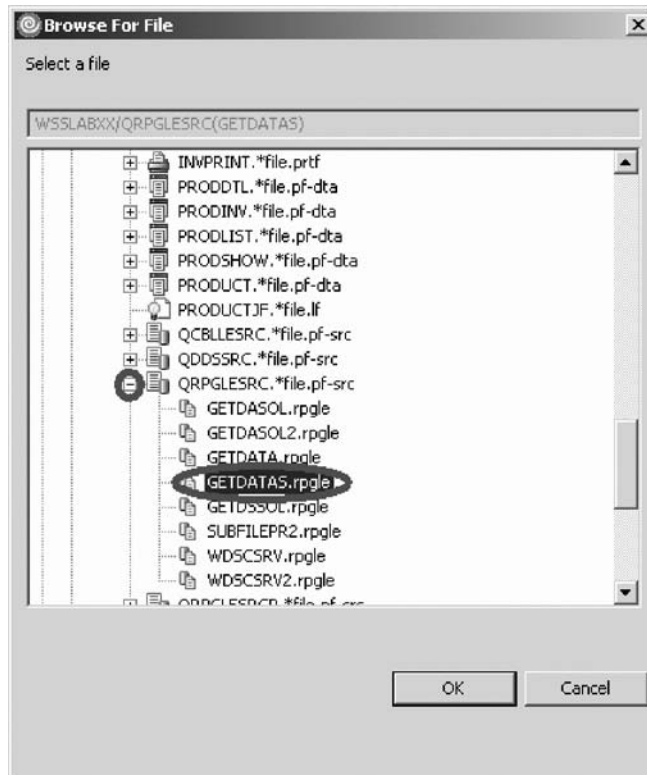 Browse For File
Select a file
WSSLABXX/QRPGLESRC(GETDATAS)
INVPRINT.*file.prtf
PRODDTL.*file.pf-dta
PRODINV.*file.pf-dta
PRODLIST.*file.pf-dta
PRODSHOW.*file.pf-dta
PRODUCT.*file.pf-dta
PRODUCTJF.*file.lf
QCBLLESRC.*file.pf-src
QDDSSRC.*file.pf-src
QRPGLESRC.*file.pf-src
GETDASOL.rpgle
GETDASOL2.rpgle
GETDATA.rpgle
GETDATAS.rpgle
GETDSSOL.rpgle
SUBFILEPR2.rpgle
WDSCSRV.rpgle
WDSCSRV2.rpgle
OK Cancel